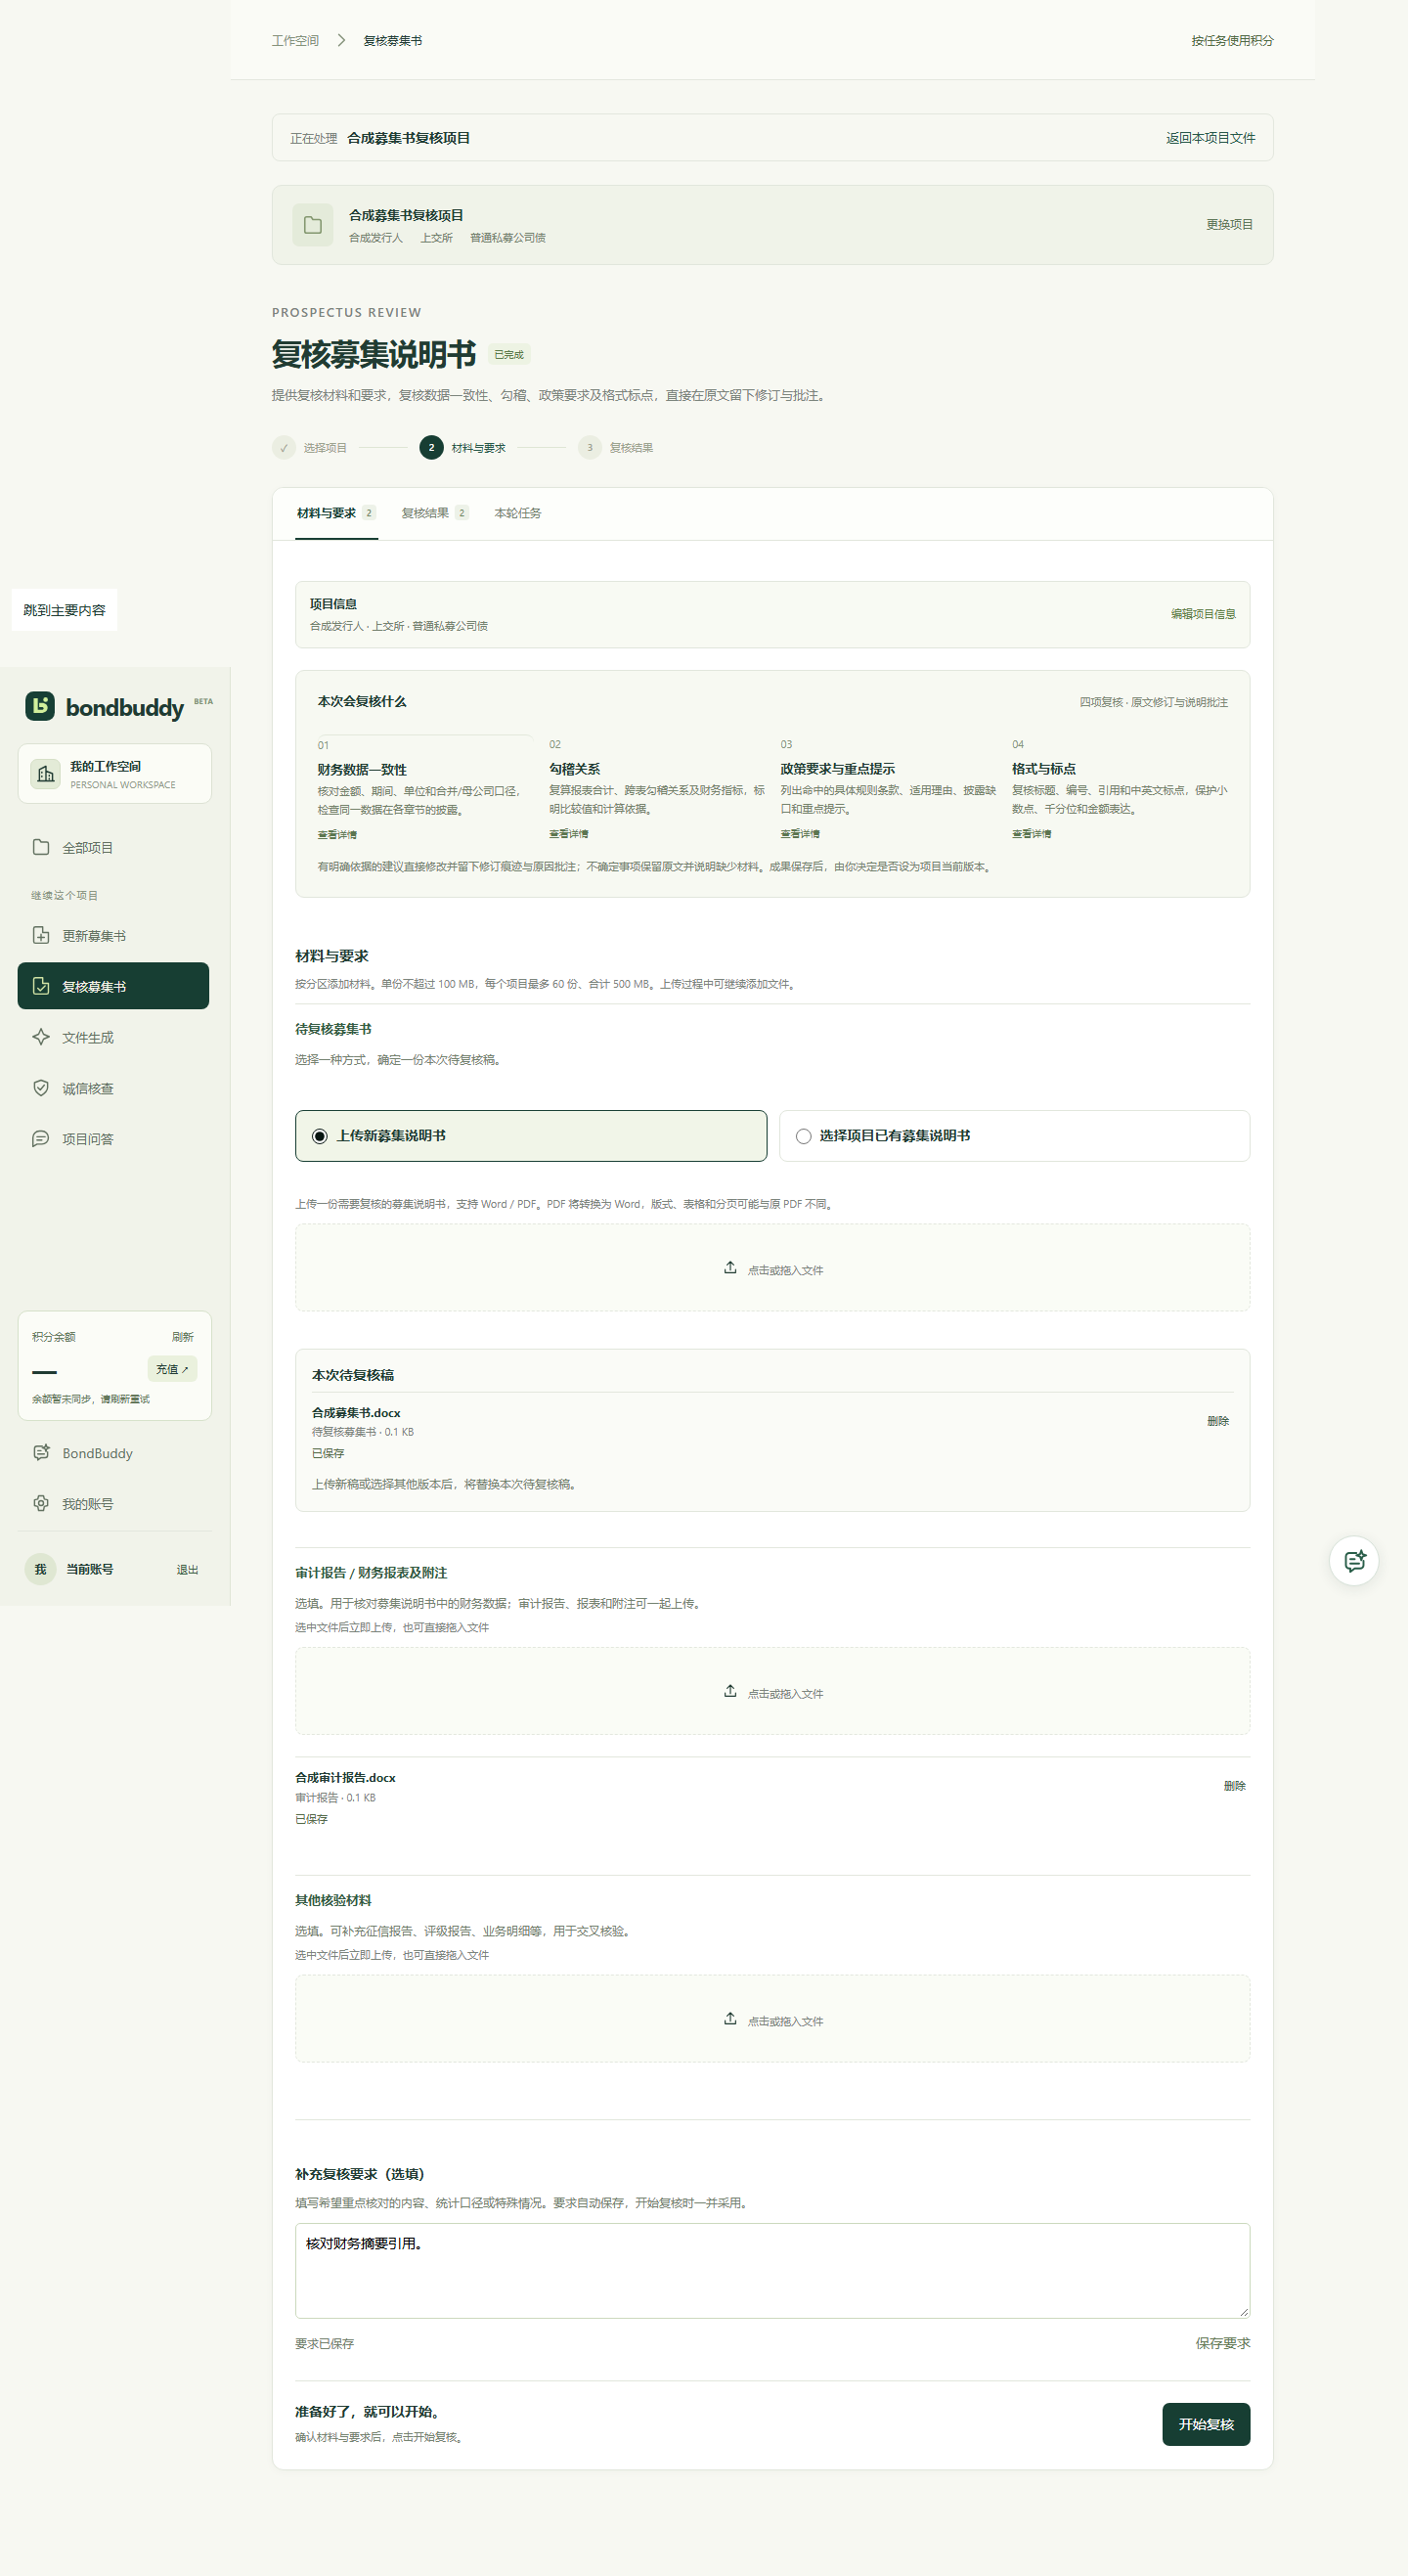 工作空间
复核募集书
按任务使用积分
正在处理 合成募集书复核项目
返回本项目文件
合成募集书复核项目
合成发行人 上交所 普通私募公司债
更换项目
PROSPECTUS REVIEW
复核募集说明书 已完成
提供复核材料和要求，复核数据一致性、勾稽、政策要求及格式标点，直接在原文留下修订与批注。
✓ 选择项目
2 材料与要求
3 复核结果
材料与要求 2
复核结果 2
本轮任务
跳到主要内容
bondbuddy BETA
我的工作空间
PERSONAL WORKSPACE
全部项目
继续这个项目
更新募集书
复核募集书
文件生成
诚信核查
项目问答
积分余额
刷新
—
充值 ↗
余额暂未同步，请刷新重试
BondBuddy
我的账号
我 当前账号
退出
项目信息
合成发行人 · 上交所 · 普通私募公司债
编辑项目信息
本次会复核什么
四项复核 · 原文修订与说明批注
01
财务数据一致性
核对金额、期间、单位和合并/母公司口径，
检查同一数据在各章节的披露。
查看详情
02
勾稽关系
复算报表合计、跨表勾稽关系及财务指标，标
明比较值和计算依据。
查看详情
03
政策要求与重点提示
列出命中的具体规则条款、适用理由、披露缺
口和重点提示。
查看详情
04
格式与标点
复核标题、编号、引用和中英文标点，保护小
数点、千分位和金额表达。
查看详情
有明确依据的建议直接修改并留下修订痕迹与原因批注；不确定事项保留原文并说明缺少材料。成果保存后，由你决定是否设为项目当前版本。
材料与要求
按分区添加材料。单份不超过 100 MB，每个项目最多 60 份、合计 500 MB。上传过程中可继续添加文件。
待复核募集书
选择一种方式，确定一份本次待复核稿。
上传新募集说明书
选择项目已有募集说明书
上传一份需要复核的募集说明书，支持 Word / PDF。PDF 将转换为 Word，版式、表格和分页可能与原 PDF 不同。
点击或拖入文件
本次待复核稿
合成募集书.docx
待复核募集书 · 0.1 KB
已保存
删除
上传新稿或选择其他版本后，将替换本次待复核稿。
审计报告 / 财务报表及附注
选填。用于核对募集说明书中的财务数据；审计报告、报表和附注可一起上传。
选中文件后立即上传，也可直接拖入文件
点击或拖入文件
合成审计报告.docx
审计报告 · 0.1 KB
已保存
删除
其他核验材料
选填。可补充征信报告、评级报告、业务明细等，用于交叉核验。
选中文件后立即上传，也可直接拖入文件
点击或拖入文件
补充复核要求（选填）
填写希望重点核对的内容、统计口径或特殊情况。要求自动保存，开始复核时一并采用。
核对财务摘要引用。
要求已保存
保存要求
准备好了，就可以开始。
确认材料与要求后，点击开始复核。
开始复核